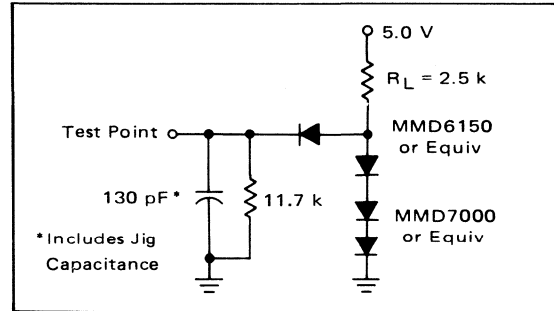 5.0 V
R_L = 2.5 k
Test Point
MMD6150
or Equiv
130 pF*
11.7 k
MMD7000
or Equiv
*Includes Jig
Capacitance